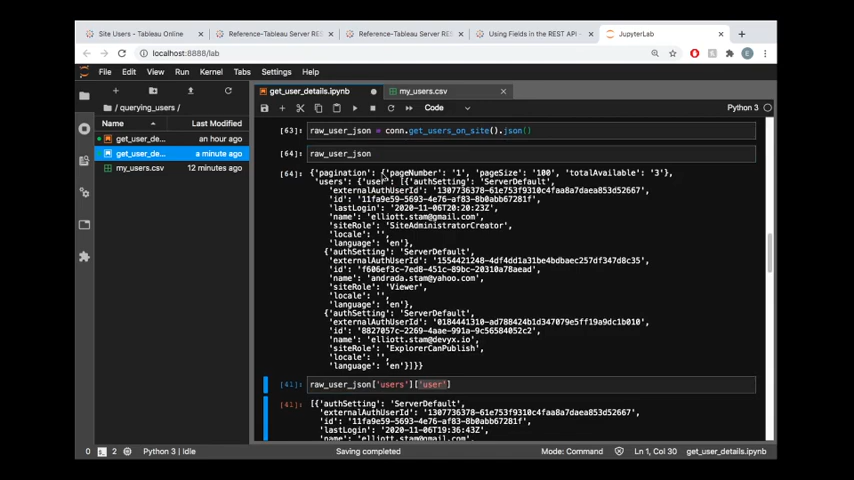 Site Users - Tableau Online
Reference-Tableau Server RES
Reference-Tableau Server RES
Using Fields in the REST API -
JupyterLab
localhost:8888/lab
File Edit View Run Kernel Tabs Settings Help
get_user_details.ipynb
my_users.csv
/ querying_users /
Code
Python 3
Name
Last Modified
get_user_de...
an hour ago
get_user_de...
a minute ago
my_users.csv
12 minutes ago
[63]: raw_user_json = conn.get_users_on_site().json()
[64]: raw_user_json
[64]: {'pagination': {'pageNumber': '1', 'pageSize': '100', 'totalAvailable': '3'},
'users': {'user': [{'authSetting': 'ServerDefault',
'externalAuthUserId': '1307736378-61e753f9310c4faa8a7daea853d52667',
'id': '11fa9e59-5693-4e76-af83-8b0abb67281f',
'lastLogin': '2020-11-06T20:20:23Z',
'name': 'elliott.stam@gmail.com',
'siteRole': 'SiteAdministratorCreator',
'locale': '',
'language': 'en'},
{'authSetting': 'ServerDefault',
'externalAuthUserId': '1554421248-4df4dd1a31be4bdbaec257df347d8c35',
'id': 'f606ef3c-7ed8-451c-89bc-20310a78aead',
'name': 'andrada.stam@yahoo.com',
'siteRole': 'Viewer',
'locale': '',
'language': 'en'},
{'authSetting': 'ServerDefault',
'externalAuthUserId': '0184441310-ad788424b1d347079e5ff19a9dc1b010',
'id': '8827057c-2269-4aae-991a-9c56584052c2',
'name': 'elliott.stam@devyx.io',
'siteRole': 'ExplorerCanPublish',
'locale': '',
'language': 'en'}]}}
[41]: raw_user_json['users']['user']
[41]: [{'authSetting': 'ServerDefault',
'externalAuthUserId': '1307736378-61e753f9310c4faa8a7daea853d52667',
'id': '11fa9e59-5693-4e76-af83-8b0abb67281f',
'lastLogin': '2020-11-06T19:36:43Z',
'name': 'elliott.stam@gmail.com',
0 2 Python 3 | Idle
Saving completed
Mode: Command
Ln 1, Col 30
get_user_details.ipynb